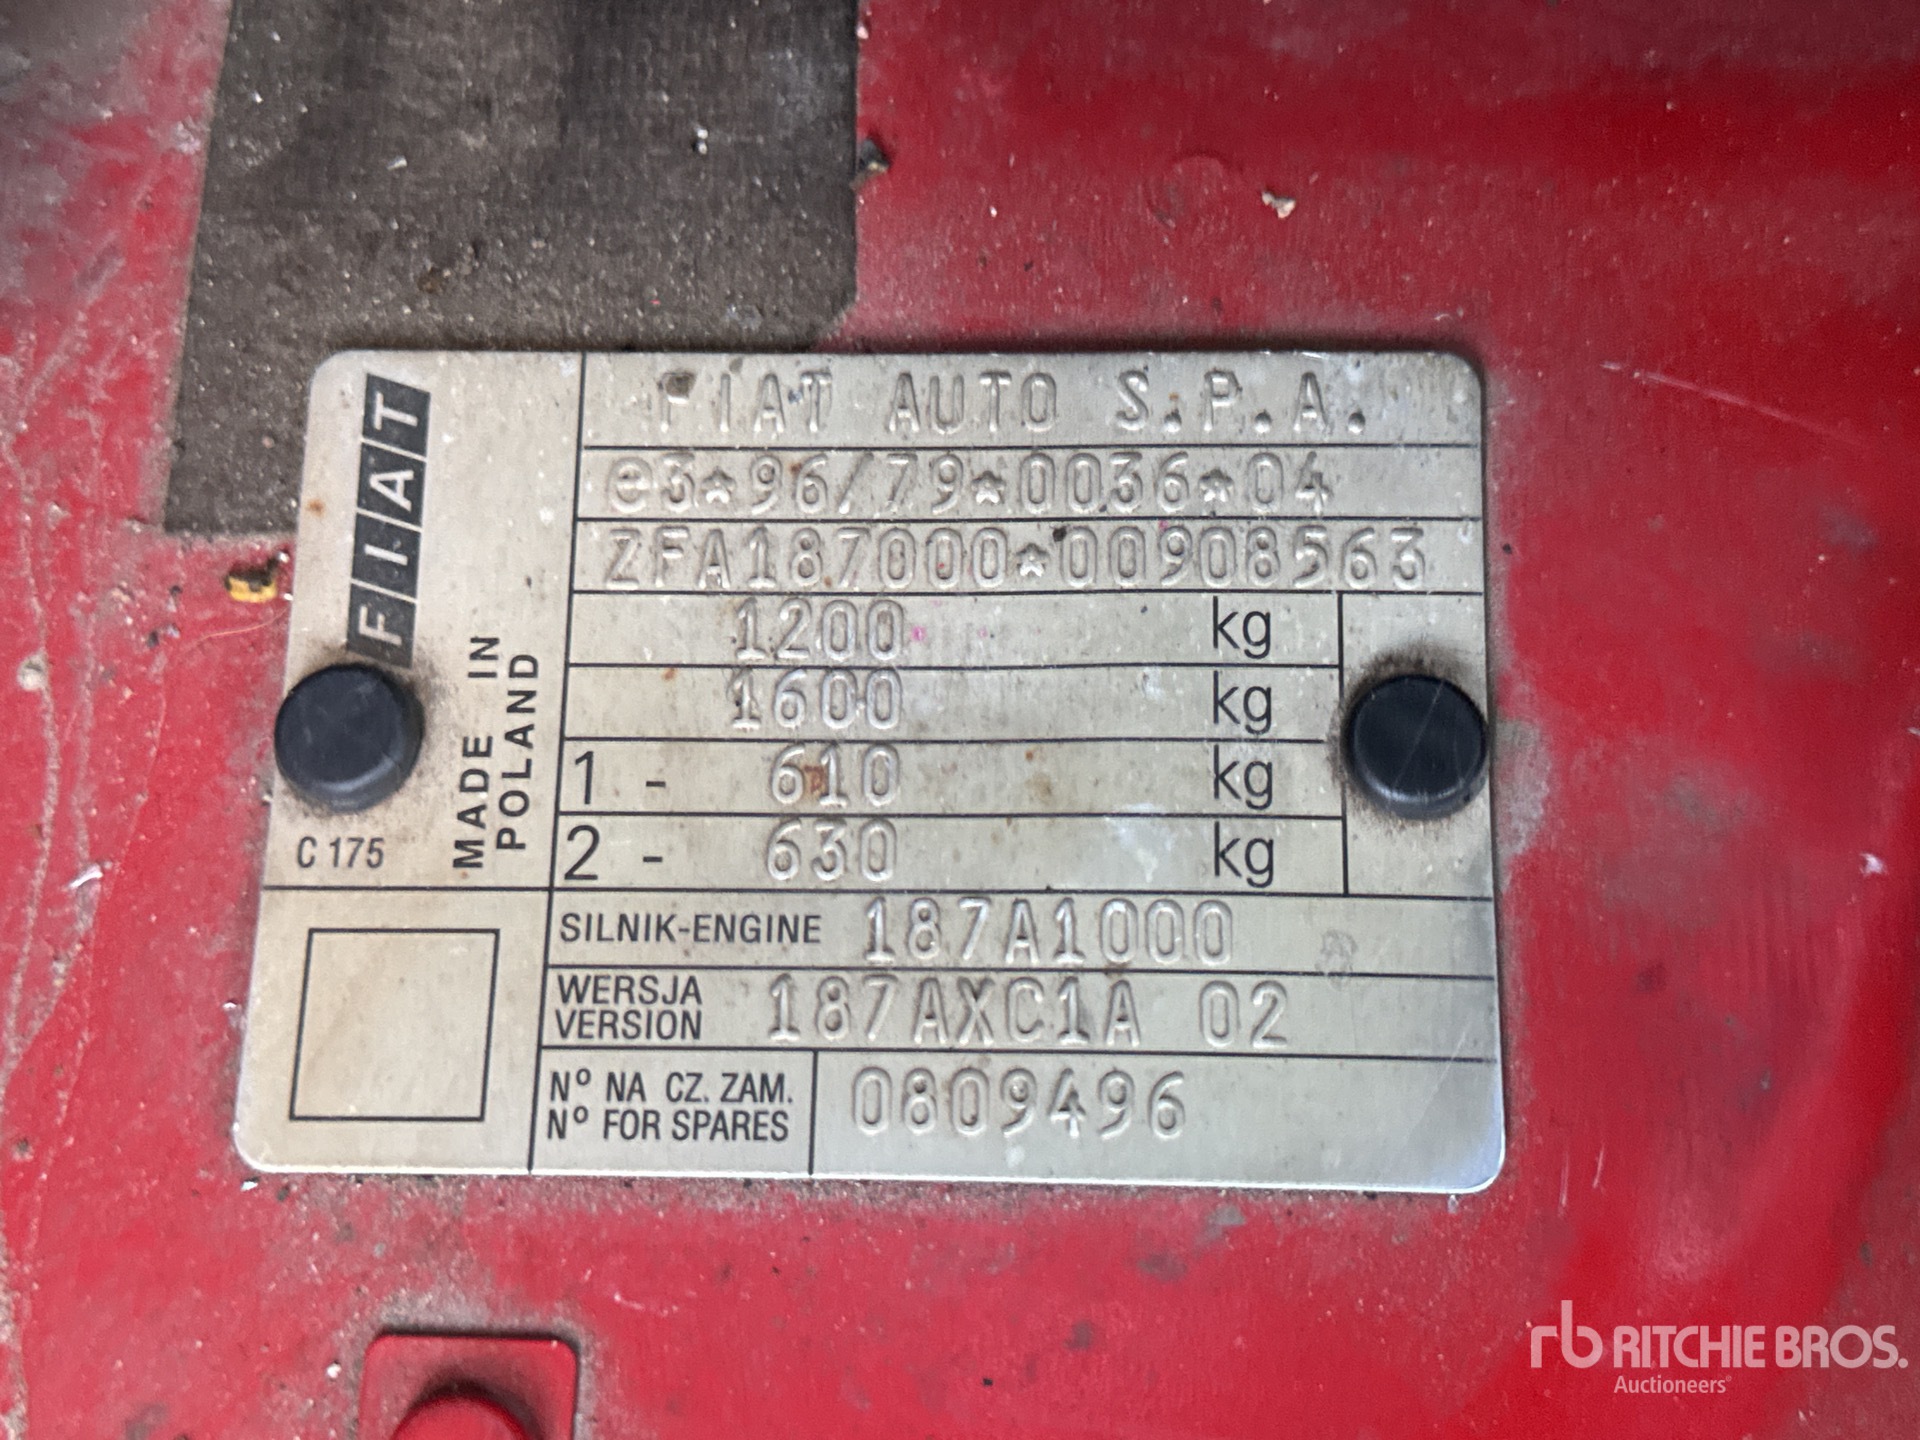 FIAT
MADE IN
POLAND
C 175
FIAT AUTO S.P.A.
e3*96/79*0036*04
ZFA187000*00908563
1200 kg
1600 kg
1 - 610 kg
2 - 630 kg
SILNIK-ENGINE 187A1000
WERSJA
VERSION 187AXC1A 02
Nº NA CZ. ZAM.
Nº FOR SPARES 0809496
rb RITCHIE BROS.
Auctioneers